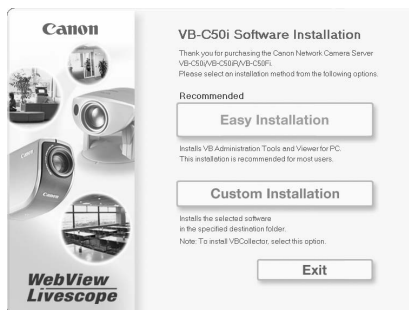 Canon
VB-C50i Software Installation
Thank you for purchasing the Canon Network Camera Server
VB-C50i/VB-C50iR/VB-C50Fi.
Please select an installation method from the following options.
Recommended
Easy Installation
Installs VB Administration Tools and Viewer for PC.
This installation is recommended for most users.
Custom Installation
Installs the selected software
in the specified destination folder.
Note: To install VBCollector, select this option.
Exit
Canon
Canon
WebView
Livescope